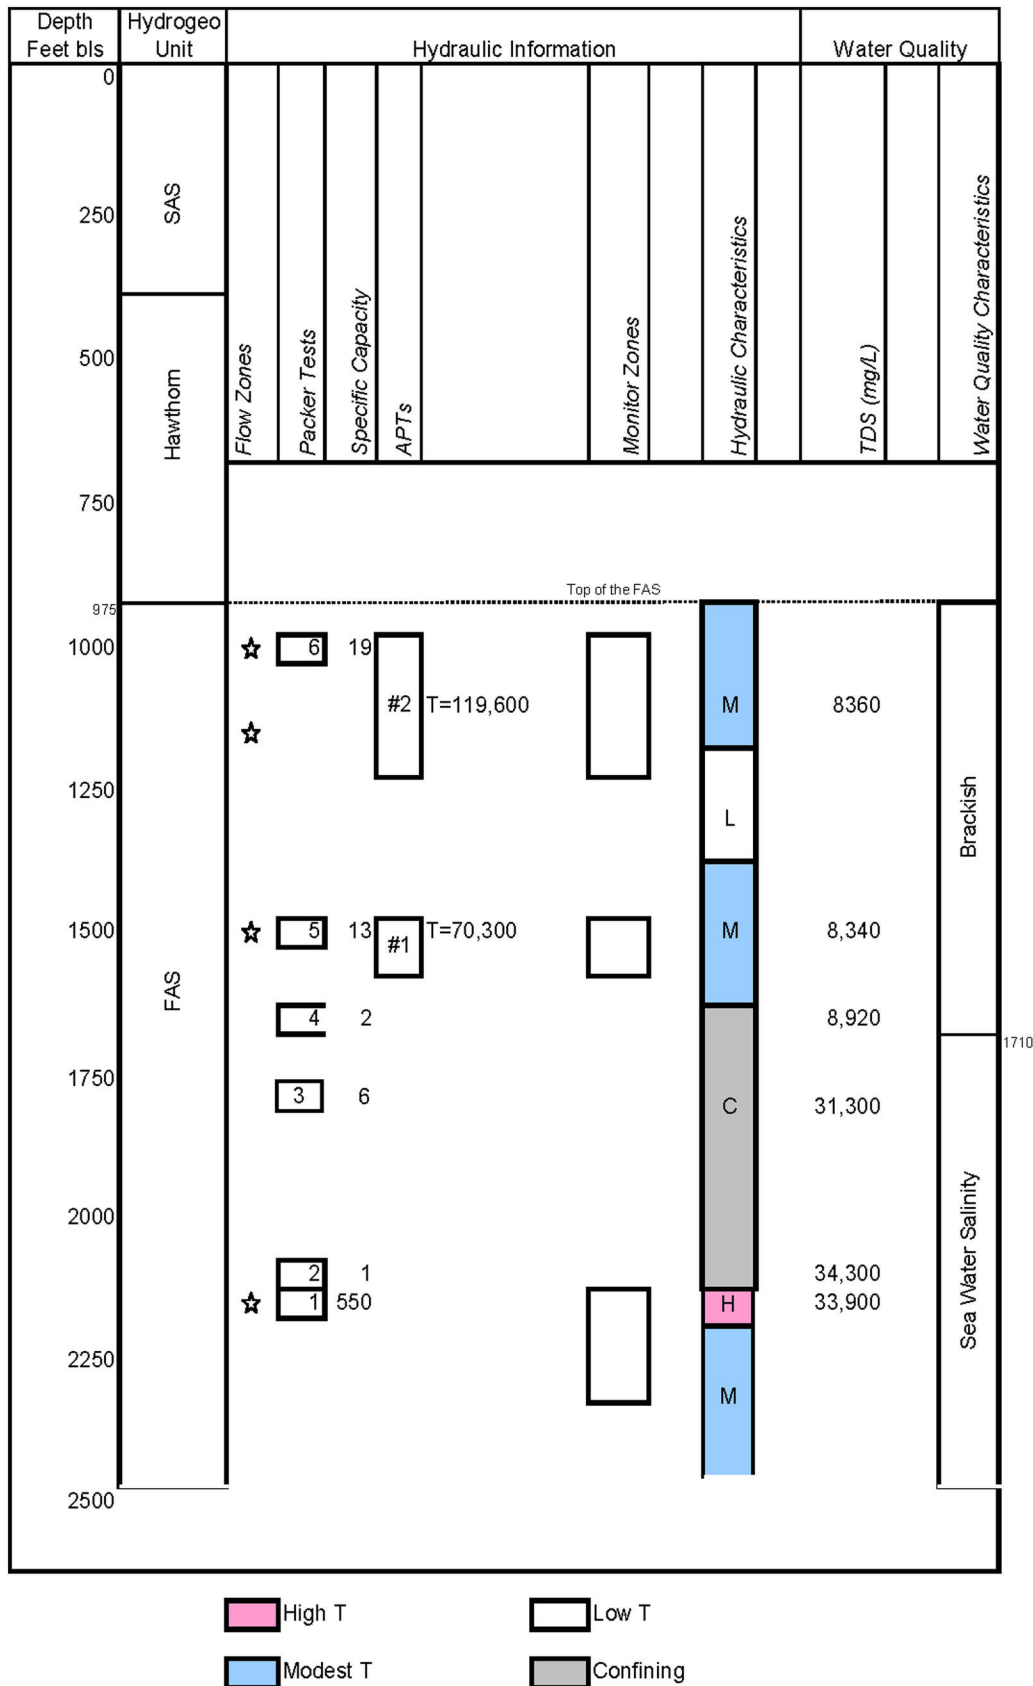 Depth Hydrogeo
Feet bls Unit Hydraulic Information Water Quality
0
SAS
250
Hawthorn
500
750
Flow Zones
Packer Tests
Specific Capacity
APTs
Monitor Zones
Hydraulic Characteristics
TDS (mg/L)
Water Quality Characteristics
Top of the FAS
975
1000 6 19
#2 T=119,600 M 8360
1250
L
Brackish
1500 5 13 T=70,300 M 8,340
#1
FAS
4 2 8,920
1710
1750
3 6 C 31,300
2000
2 1 34,300
1 550 H 33,900
Sea Water Salinity
2250
M
2500
High T Low T
Modest T Confining